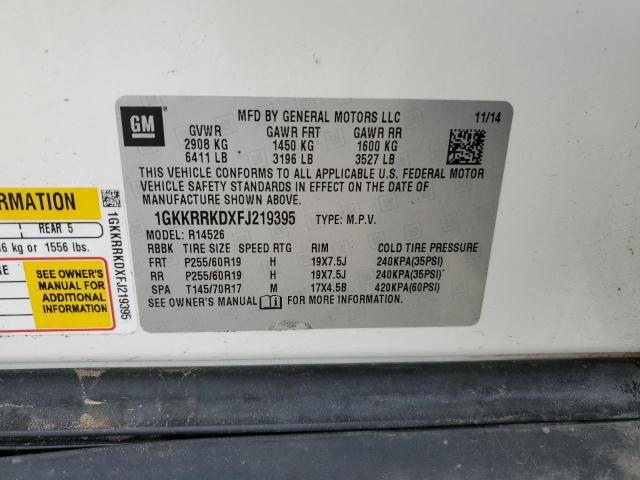 GM
MFD BY GENERAL MOTORS LLC 11/14
GVWR GAWR FRT GAWR RR
2908 KG 1450 KG 1600 KG
6411 LB 3196 LB 3527 LB
THIS VEHICLE CONFORMS TO ALL APPLICABLE U.S. FEDERAL MOTOR
VEHICLE SAFETY STANDARDS IN EFFECT ON THE DATE OF
MANUFACTURE SHOWN ABOVE.
1GKKRRKDXFJ219395 TYPE: M.P.V.
MODEL: R14526
RBBK TIRE SIZE SPEED RTG RIM COLD TIRE PRESSURE
FRT P255/60R19 H 19X7.5J 240KPA(35PSI)
RR P255/60R19 H 19X7.5J 240KPA(35PSI)
SPA T145/70R17 M 17X4.5B 420KPA(60PSI)
SEE OWNER'S MANUAL FOR MORE INFORMATION
REAR 5
6 kg or 1556 lbs.
SEE OWNER'S
MANUAL FOR
ADDITIONAL
INFORMATION
1GKKRRKDXFJ219395